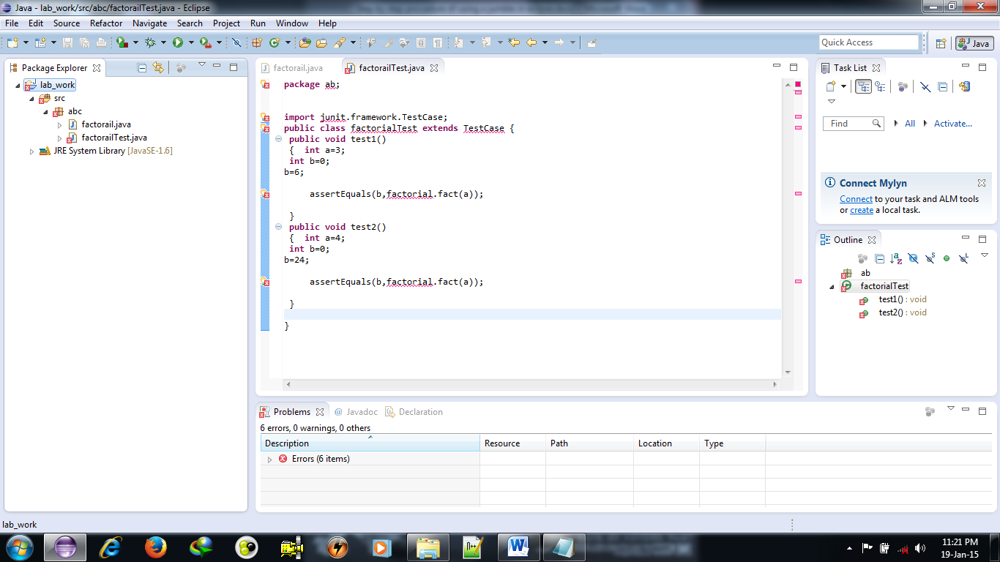 Java - lab_work/src/abc/factorailTest.java - Eclipse
File Edit Source Refactor Navigate Search Project Run Window Help
Quick Access
Java
Package Explorer
lab_work
src
abc
factorail.java
factorailTest.java
JRE System Library [JavaSE-1.6]
factorail.java
factorailTest.java
package ab;
import junit.framework.TestCase;
public class factorialTest extends TestCase {
public void test1()
{ int a=3;
int b=0;
b=6;
assertEquals(b,factorial.fact(a));
}
public void test2()
{ int a=4;
int b=0;
b=24;
assertEquals(b,factorial.fact(a));
}
}
Task List
Find
All
Activate...
Connect Mylyn
Connect to your task and ALM tools
or create a local task.
Outline
ab
factorialTest
test1() : void
test2() : void
Problems @ Javadoc Declaration
6 errors, 0 warnings, 0 others
Description Resource Path Location Type
Errors (6 items)
lab_work
11:21 PM
19-Jan-15